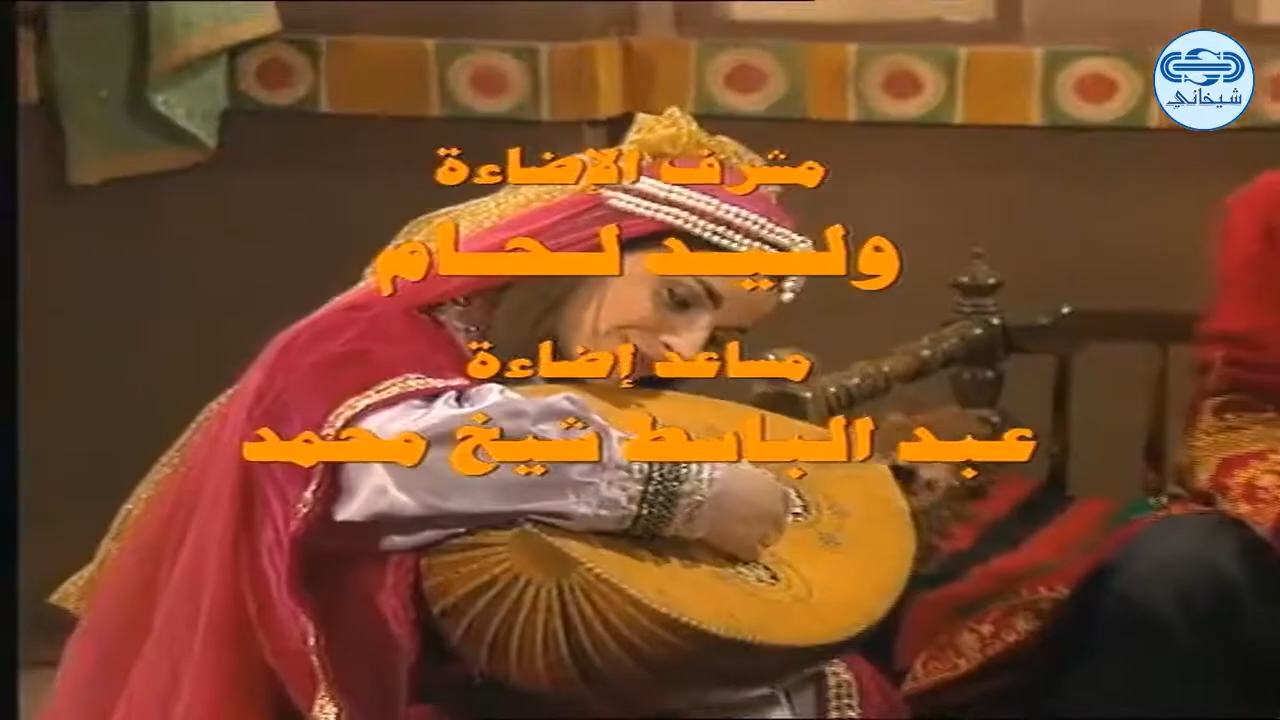 شيخاني
مشرف الإضاءة
وليد لحام
مساعد إضاءة
عبد الباسط شيخ محمد